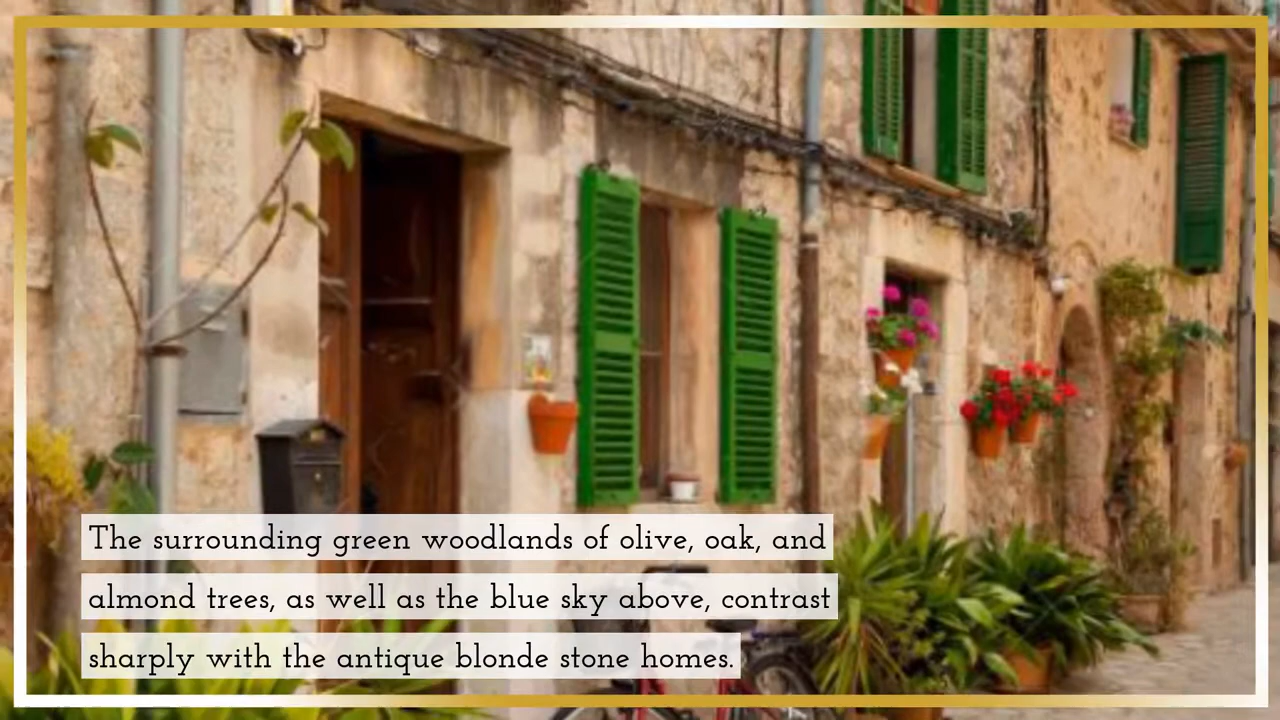 The surrounding green woodlands of olive, oak, and
almond trees, as well as the blue sky above, contrast
sharply with the antique blonde stone homes.